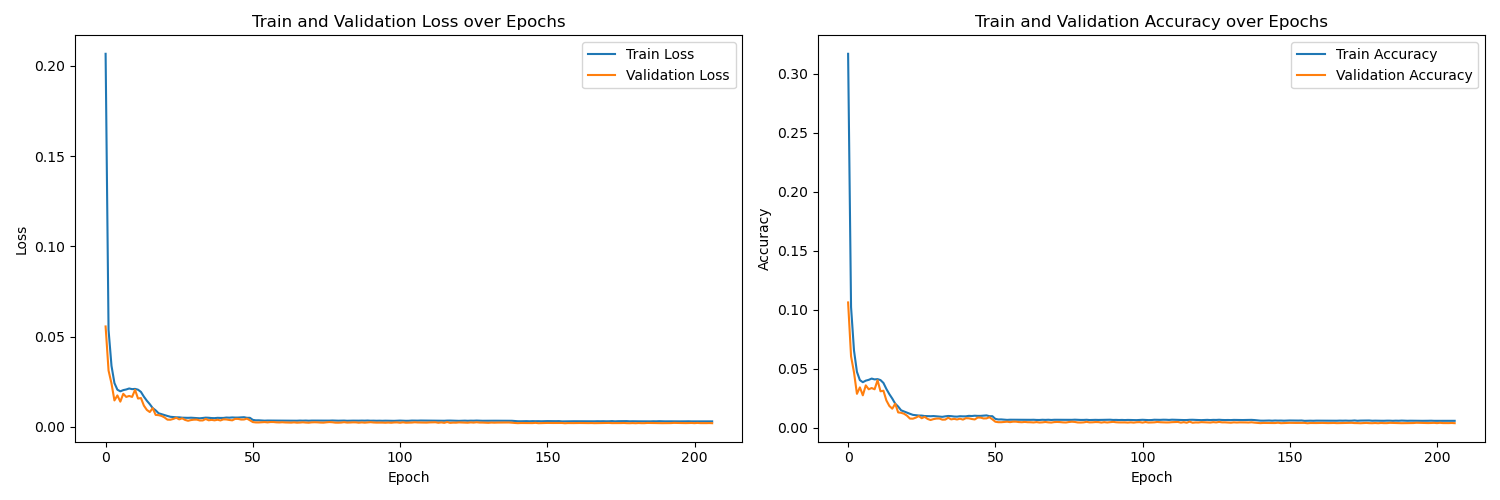 Train and Validation Loss over Epochs
Train Loss
Validation Loss
0.20
0.15
0.10
0.05
0.00
Loss
0
50
100
150
200
Epoch
Train and Validation Accuracy over Epochs
Train Accuracy
Validation Accuracy
0.30
0.25
0.20
0.15
0.10
0.05
0.00
Accuracy
0
50
100
150
200
Epoch